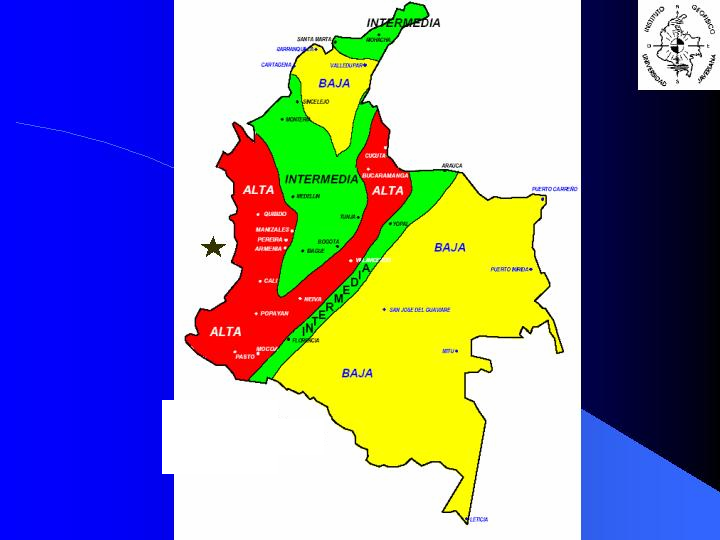 INTERMEDIA
SANTA MARTA
RIOHACHA
BARRANQUILLA
CARTAGENA
VALLEDUPAR
BAJA
SINCELEJO
MONTERIA
CUCUTA
ARAUCA
BUCARAMANGA
INTERMEDIA
ALTA
ALTA
MEDELLIN
PUERTO CARREÑO
QUIBDO
TUNJA
YOPAL
MANIZALES
PEREIRA
BOGOTA
ARMENIA
IBAGUE
BAJA
VILLAVICENCIO
PUERTO INIRIDA
CALI
INTERMEDIA
NEIVA
POPAYAN
SAN JOSE DEL GUAVIARE
ALTA
FLORENCIA
MOCOA
PASTO
MITU
BAJA
LETICIA
INSTITUTO GEOFISICO
UNIVERSIDAD JAVERIANA
N
O
E
S